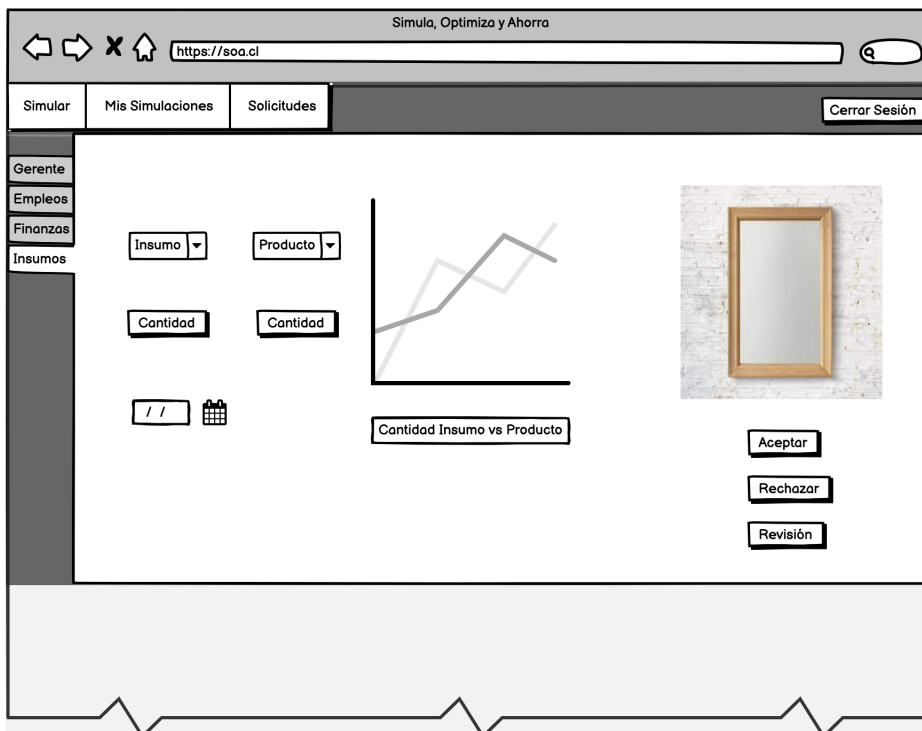 Simula, Optimiza y Ahorra
https://soa.cl
Simular
Mis Simulaciones
Solicitudes
Cerrar Sesión
Gerente
Empleos
Finanzas
Insumos
Insumo
Producto
Cantidad
Cantidad
/ /
Cantidad Insumo vs Producto
Aceptar
Rechazar
Revisión